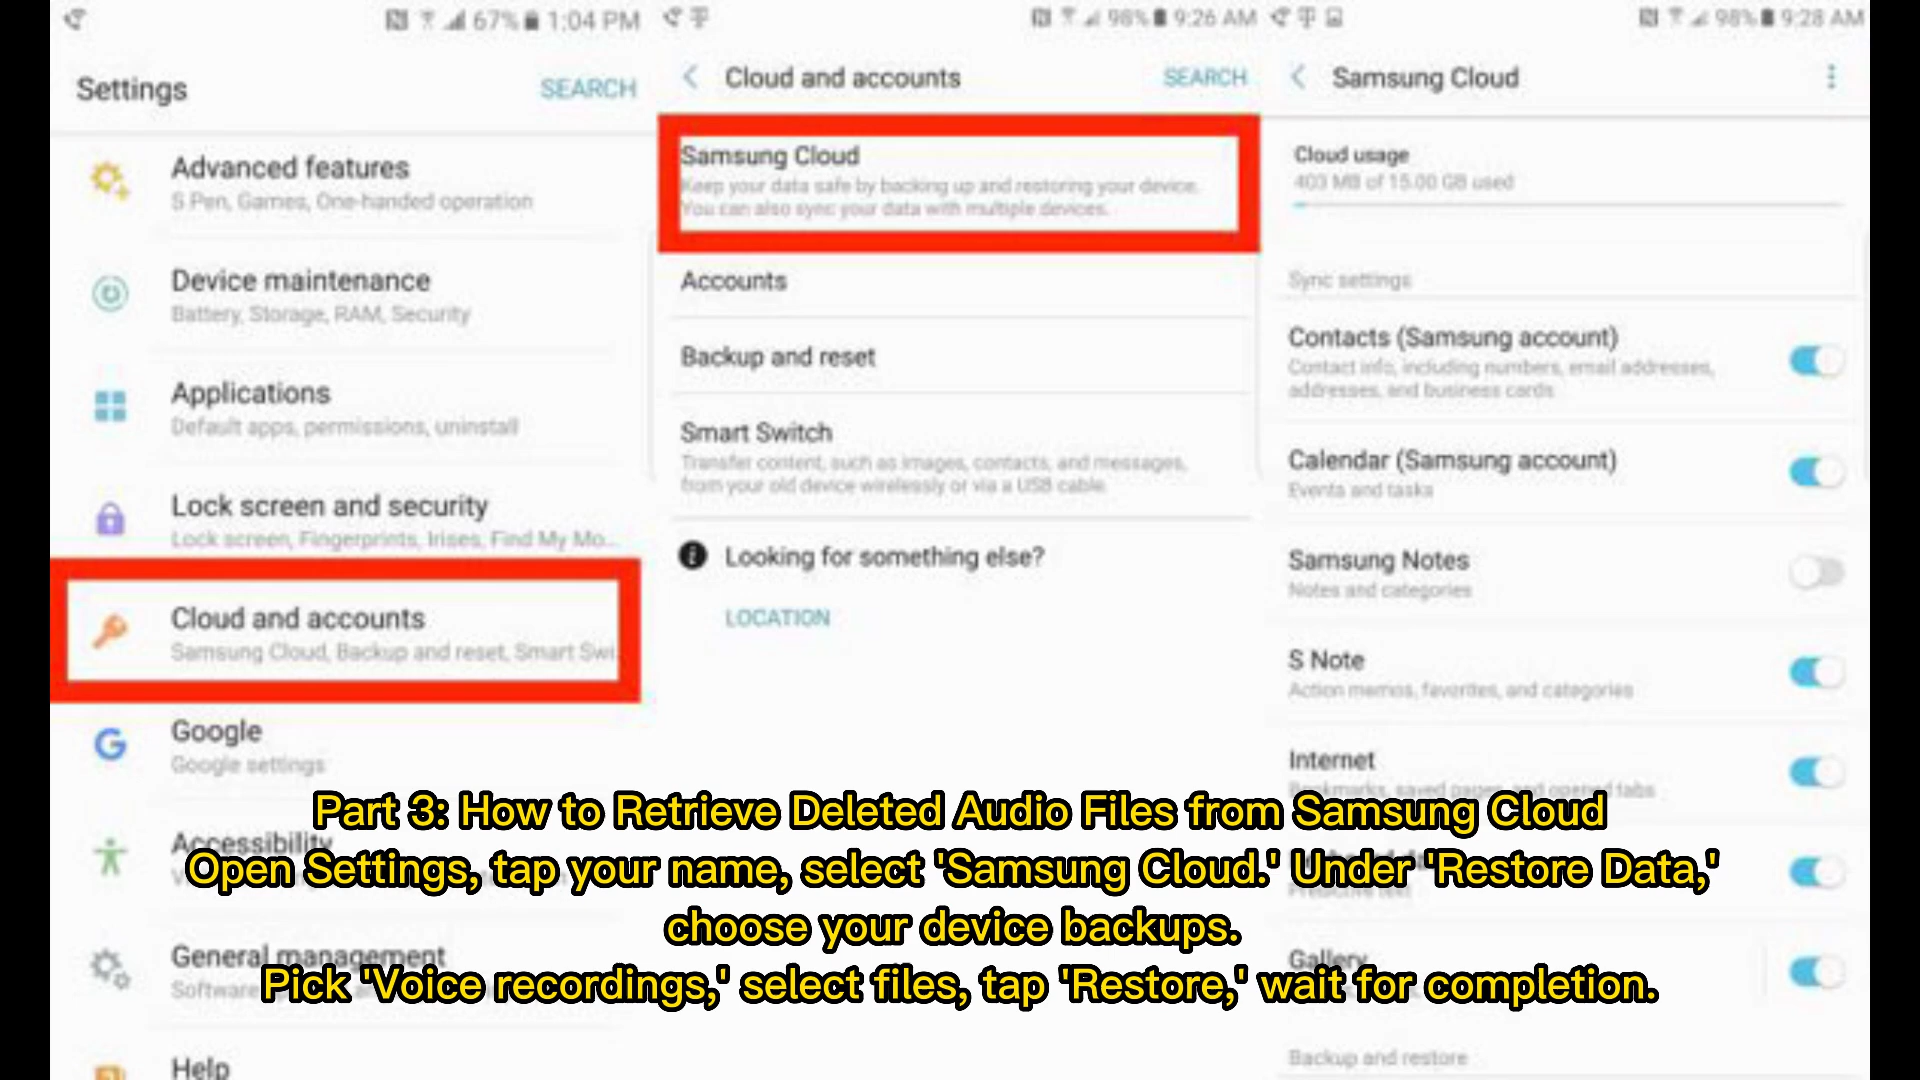 67% 1:04 PM
Settings
SEARCH
Advanced features
S Pen, Games, One-handed operation
Device maintenance
Battery, Storage, RAM, Security
Applications
Default apps, permissions, uninstall
Lock screen and security
Lock screen, Fingerprints, Irises, Find My Mo...
Cloud and accounts
Samsung Cloud, Backup and reset, Smart Swi
Google
Google settings
Accessibility
General management
Software
Help
98% 9:26 AM
Cloud and accounts
SEARCH
Samsung Cloud
Keep your data safe by backing up and restoring your device.
You can also sync your data with multiple devices.
Accounts
Backup and reset
Smart Switch
Transfer content, such as images, contacts, and messages,
from your old device wirelessly or via a USB cable.
Looking for something else?
LOCATION
98% 9:28 AM
Samsung Cloud
Cloud usage
403 MB of 15.00 GB used
Sync settings
Contacts (Samsung account)
Contact info, including numbers, email addresses,
addresses, and business cards
Calendar (Samsung account)
Events and tasks
Samsung Notes
Notes and categories
S Note
Action memos, favorites, and categories
Internet
Bookmarks, saved pages, and opened tabs
Gallery
Backup and restore
Part 3: How to Retrieve Deleted Audio Files from Samsung Cloud
Open Settings, tap your name, select 'Samsung Cloud.' Under 'Restore Data,'
choose your device backups.
Pick 'Voice recordings,' select files, tap 'Restore,' wait for completion.